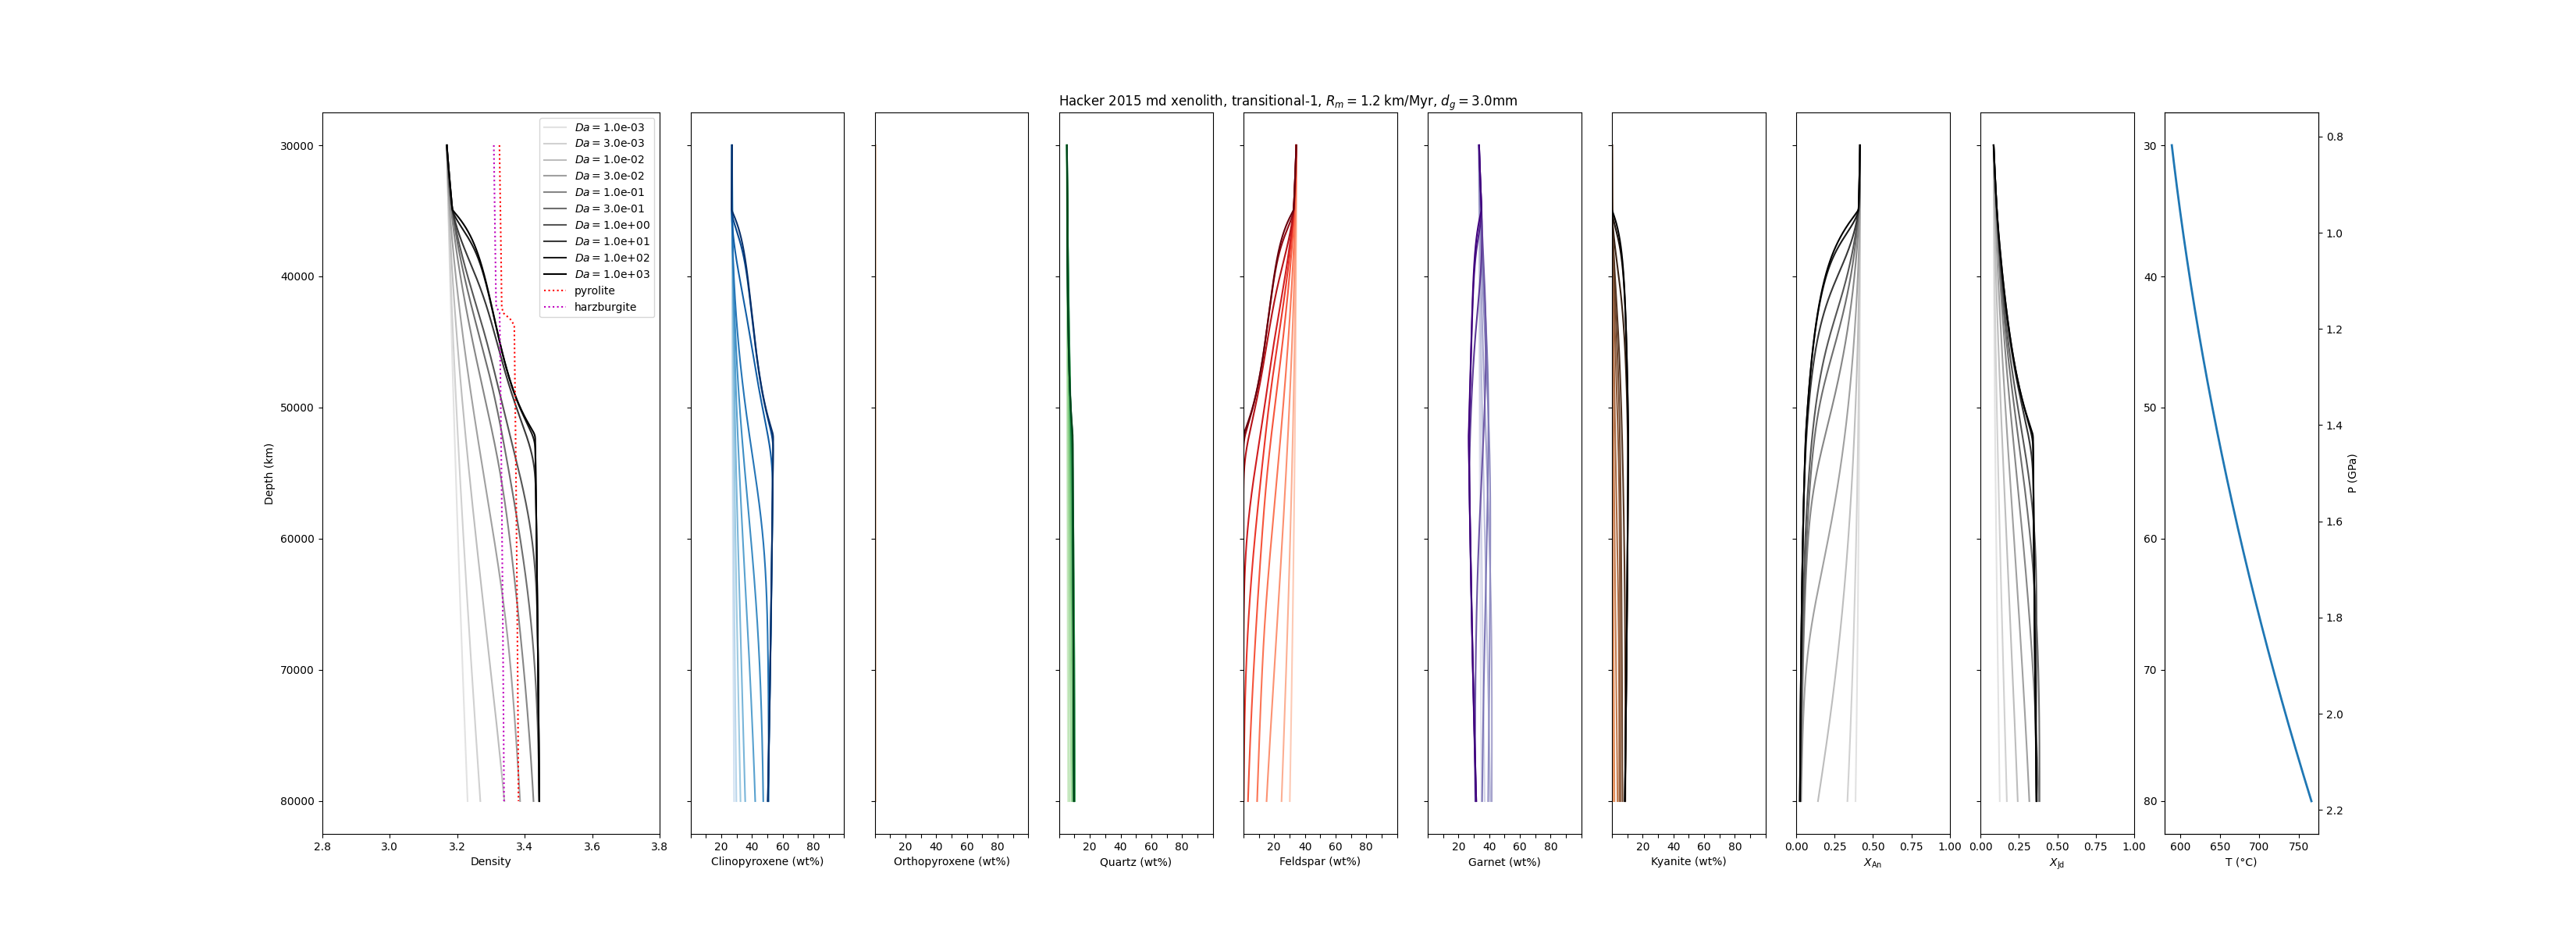 Hacker 2015 md xenolith, transitional-1, R_m = 1.2 km/Myr, d_g = 3.0mm
Da = 1.0e-03
Da = 3.0e-03
Da = 1.0e-02
Da = 3.0e-02
Da = 1.0e-01
Da = 3.0e-01
Da = 1.0e+00
Da = 1.0e+01
Da = 1.0e+02
Da = 1.0e+03
pyrolite
harzburgite
Depth (km)
30000
40000
50000
60000
70000
80000
2.8 3.0 3.2 3.4 3.6 3.8
Density
20 40 60 80
Clinopyroxene (wt%)
20 40 60 80
Orthopyroxene (wt%)
20 40 60 80
Quartz (wt%)
20 40 60 80
Feldspar (wt%)
20 40 60 80
Garnet (wt%)
20 40 60 80
Kyanite (wt%)
0.00 0.25 0.50 0.75 1.00
X_An
0.00 0.25 0.50 0.75 1.00
X_Jd
30
40
50
60
70
80
600 650 700 750
T (°C)
0.8
1.0
1.2
1.4
1.6
1.8
2.0
2.2
P (GPa)